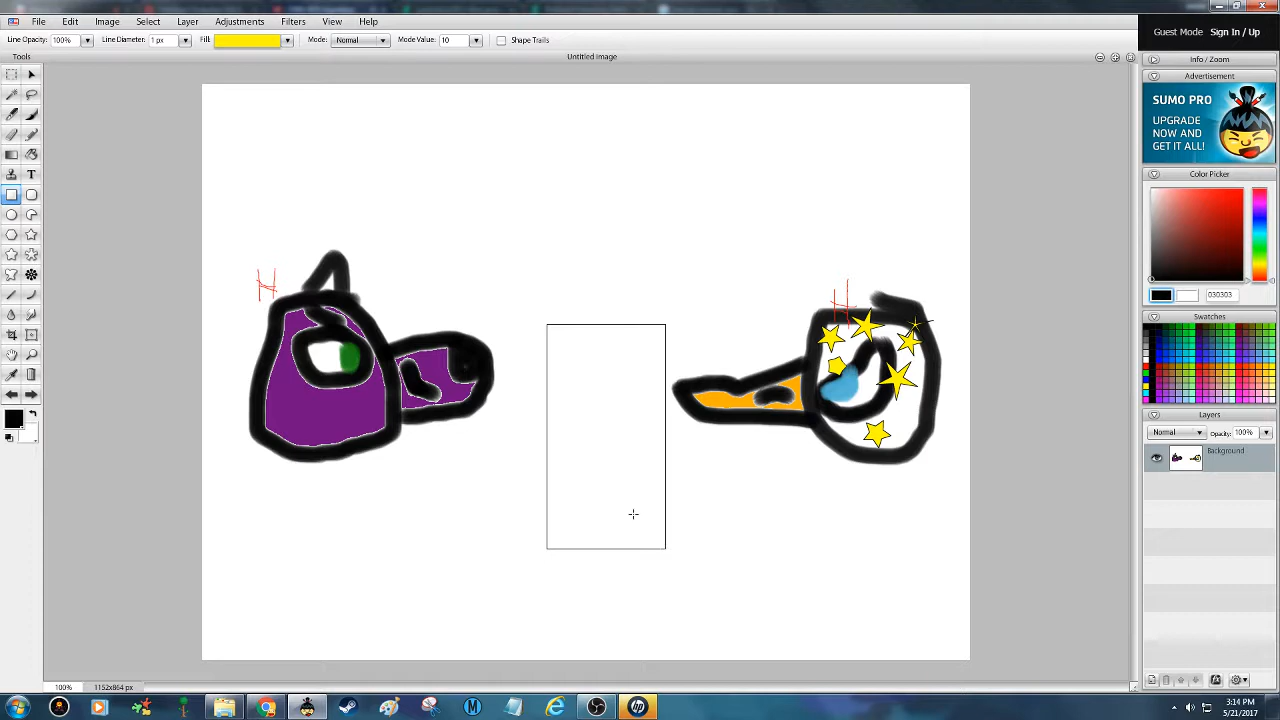 File Edit Image Select Layer Adjustments Filters View Help
Guest Mode Sign In / Up
Line Opacity: 100% Line Diameter: 1 px Fill: Mode: Normal Mode Value: 10 Shape Trails
Tools
Untitled Image
Info / Zoom
Advertisement
SUMO PRO
UPGRADE
NOW AND
GET IT ALL!
Color Picker
030303
Swatches
Layers
Normal Opacity: 100%
Background
H
H
T
100% 1152x864 px
M
hp
3:14 PM
5/21/2017